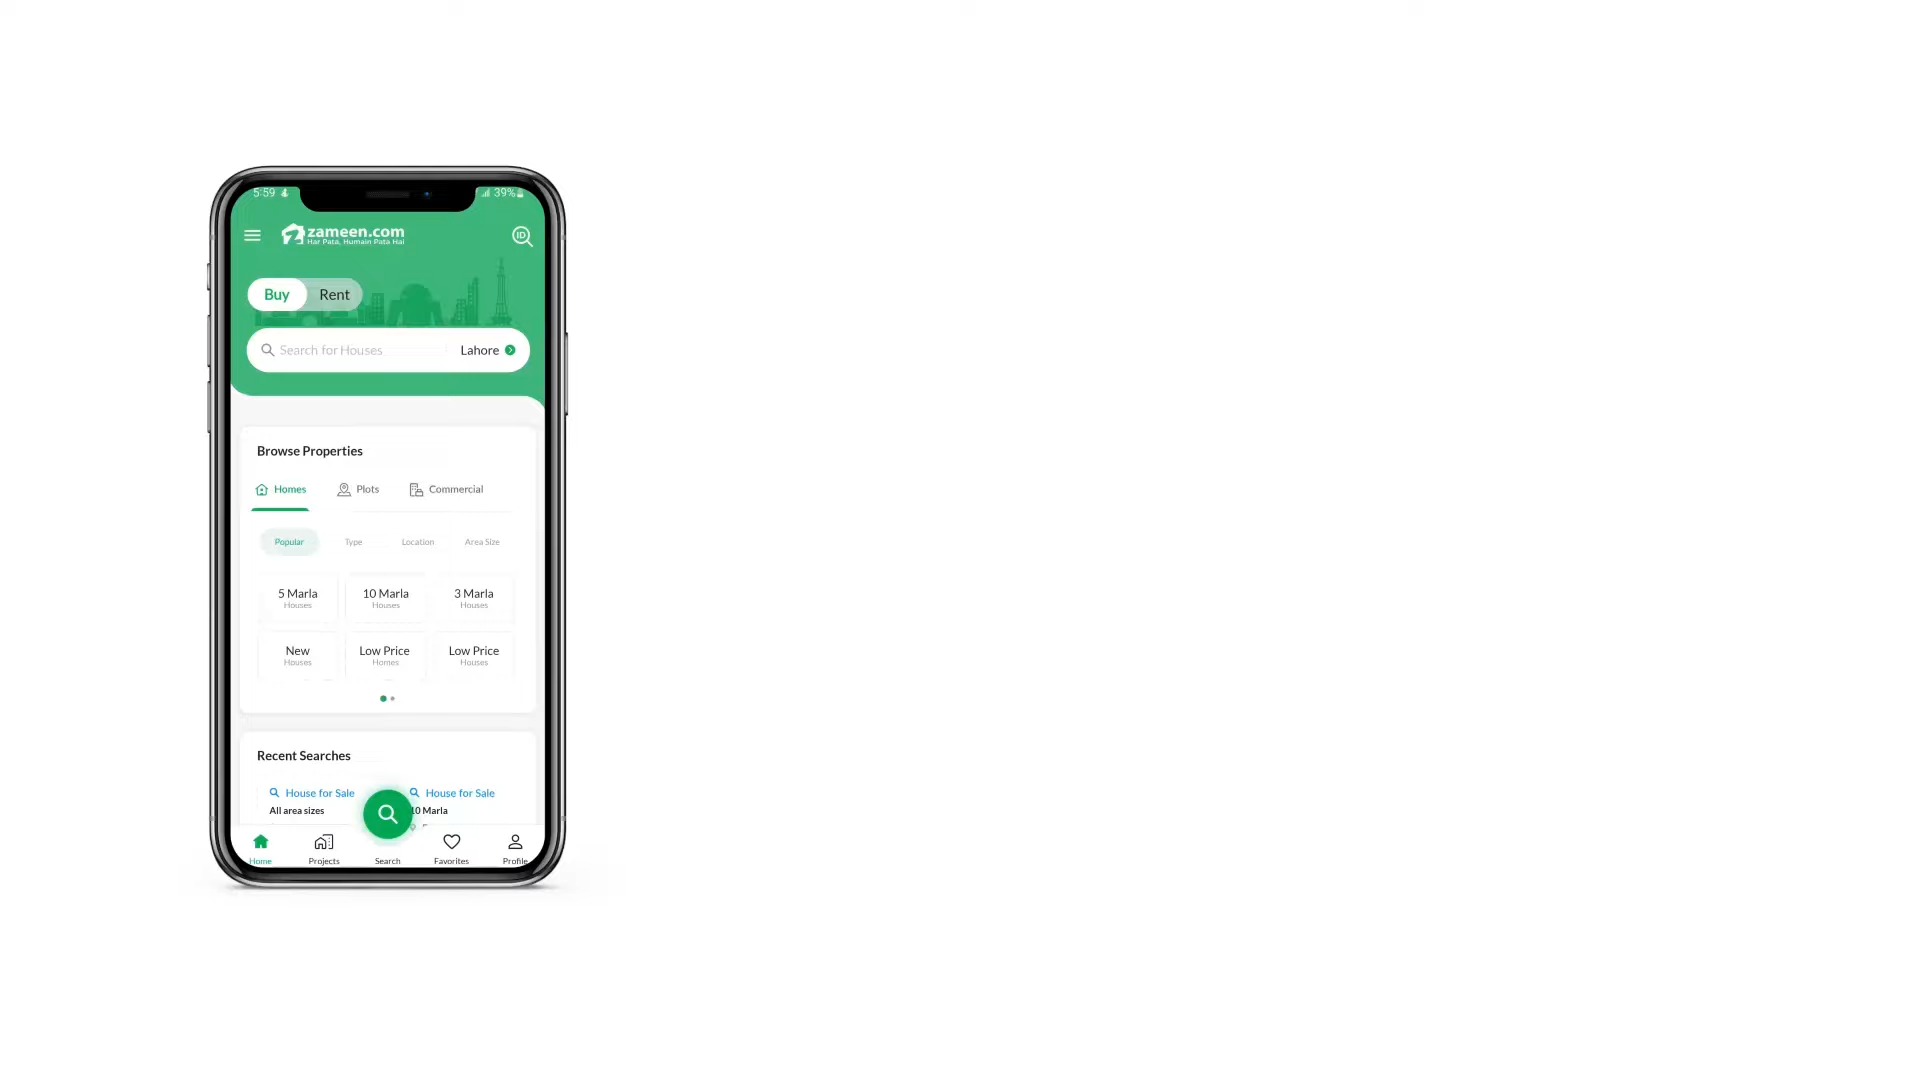 5:59
39%
zameen.com
Har Pata, Humain Pata Hai
ID
Buy Rent
Search for Houses Lahore
Browse Properties
Homes Plots Commercial
Popular Type Location Area Size
5 Marla 10 Marla 3 Marla
Houses Houses Houses
New Low Price Low Price
Houses Homes Houses
Recent Searches
House for Sale House for Sale
All area sizes 10 Marla
Home Projects Search Favorites Profile